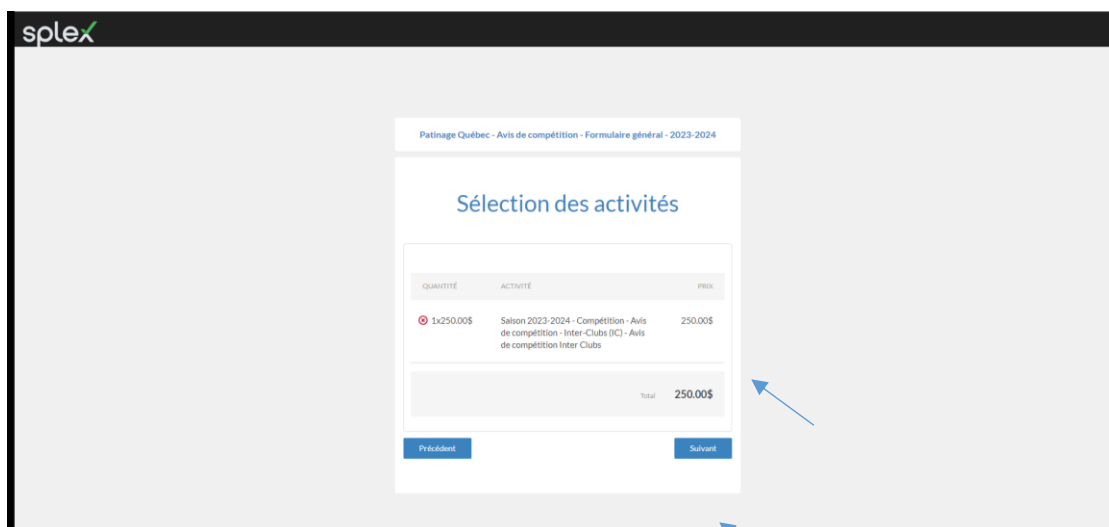 splex
Patinage Québec - Avis de compétition - Formulaire général - 2023-2024
Sélection des activités
QUANTITÉ ACTIVITÉ PRIX
1x250.00$ Saison 2023-2024 - Compétition - Avis 250.00$
de compétition - Inter-Clubs (IC) - Avis
de compétition Inter Clubs
Total 250.00$
Précédent Suivant